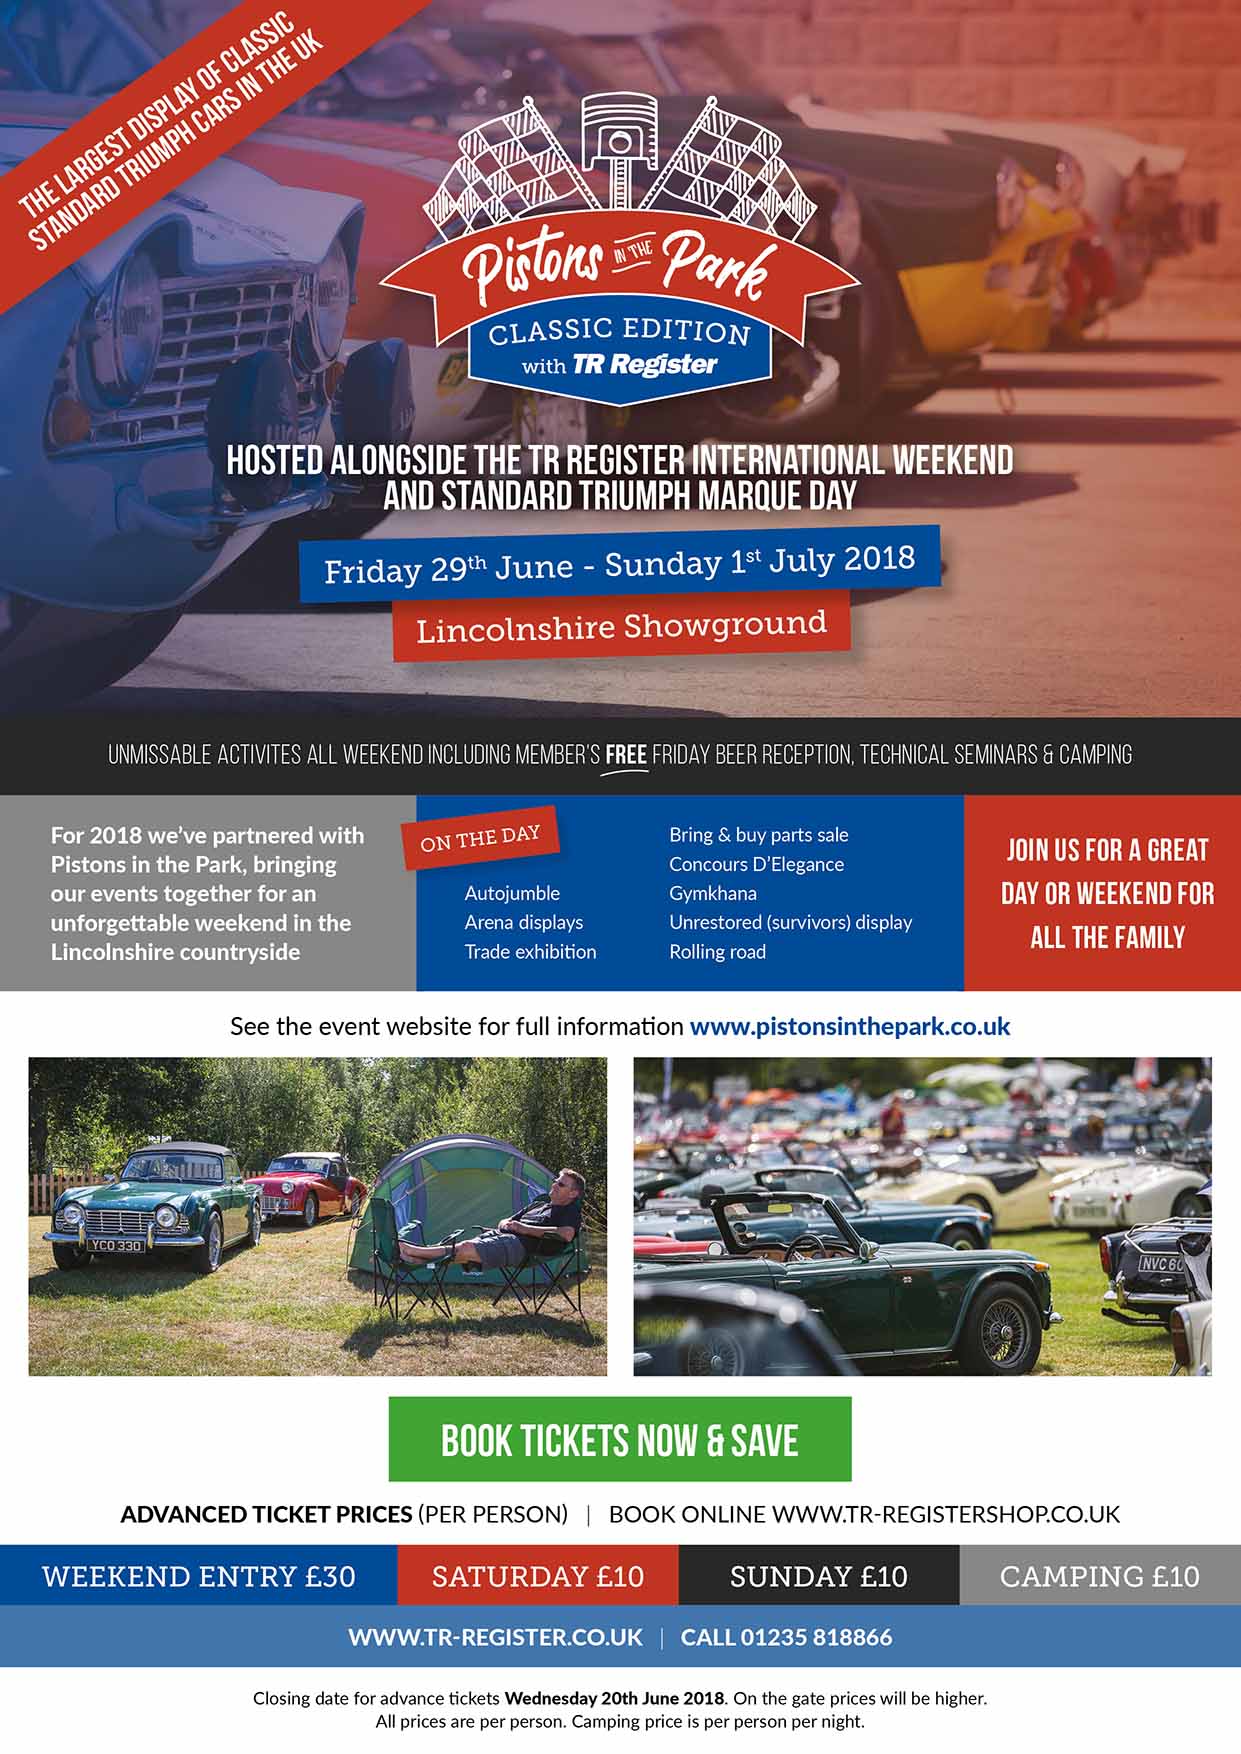 THE LARGEST DISPLAY OF CLASSIC
STANDARD TRIUMPH CARS IN THE UK
Pistons IN THE Park
CLASSIC EDITION
with TR Register
HOSTED ALONGSIDE THE TR REGISTER INTERNATIONAL WEEKEND
AND STANDARD TRIUMPH MARQUE DAY
Friday 29th June - Sunday 1st July 2018
Lincolnshire Showground
UNMISSABLE ACTIVITES ALL WEEKEND INCLUDING MEMBER'S FREE FRIDAY BEER RECEPTION, TECHNICAL SEMINARS & CAMPING
For 2018 we've partnered with
Pistons in the Park, bringing
our events together for an
unforgettable weekend in the
Lincolnshire countryside
ON THE DAY
Autojumble
Arena displays
Trade exhibition
Bring & buy parts sale
Concours D'Elegance
Gymkhana
Unrestored (survivors) display
Rolling road
JOIN US FOR A GREAT
DAY OR WEEKEND FOR
ALL THE FAMILY
See the event website for full information www.pistonsinthepark.co.uk
YCO 330
NVC 60
BOOK TICKETS NOW & SAVE
ADVANCED TICKET PRICES (PER PERSON) | BOOK ONLINE WWW.TR-REGISTERSHOP.CO.UK
WEEKEND ENTRY £30
SATURDAY £10
SUNDAY £10
CAMPING £10
WWW.TR-REGISTER.CO.UK | CALL 01235 818866
Closing date for advance tickets Wednesday 20th June 2018. On the gate prices will be higher.
All prices are per person. Camping price is per person per night.